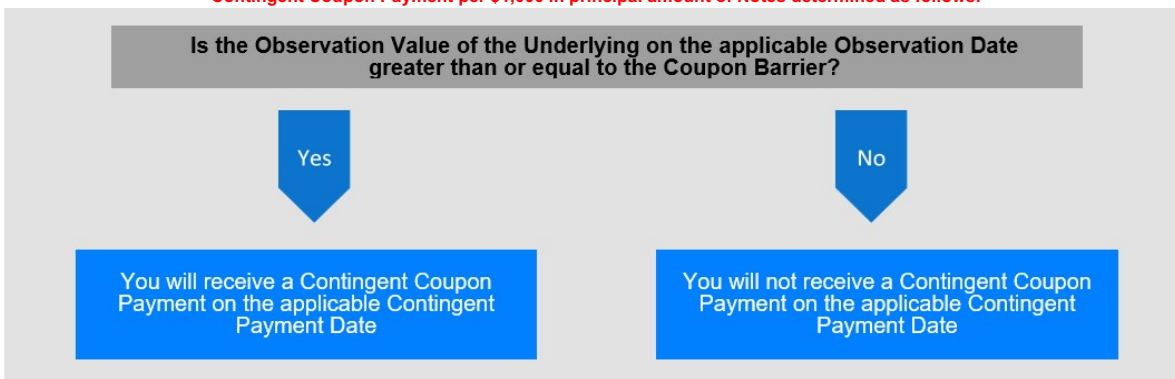 Contingent Coupon Payment per $1,000 in principal amount of Notes determined as follows:
Is the Observation Value of the Underlying on the applicable Observation Date
greater than or equal to the Coupon Barrier?
Yes
No
You will receive a Contingent Coupon
Payment on the applicable Contingent
Payment Date
You will not receive a Contingent Coupon
Payment on the applicable Contingent
Payment Date